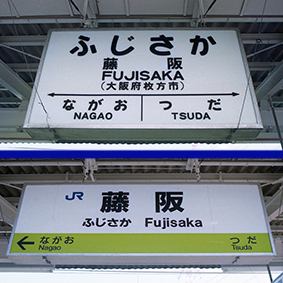 ふじさか
藤阪
FUJISAKA
(大阪府枚方市)
ながお つだ
NAGAO TSUDA
JR 藤阪
ふじさか Fujisaka
← ながお つだ
Nagao Tsuda